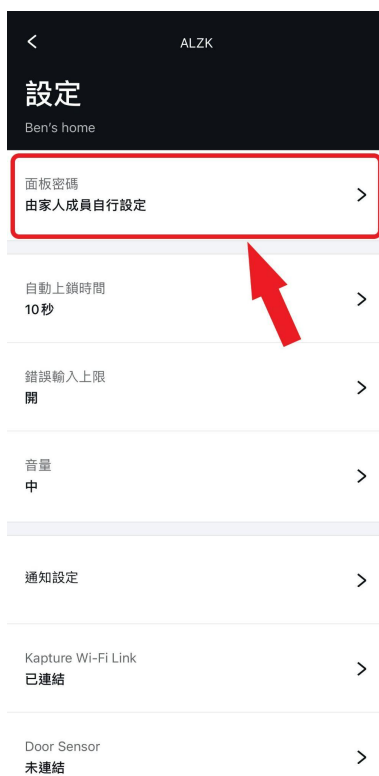 ALZK
設定
Ben's home
面板密碼
由家人成員自行設定
自動上鎖時間
10秒
錯誤輸入上限
開
音量
中
通知設定
Kapture Wi-Fi Link
已連結
Door Sensor
未連結